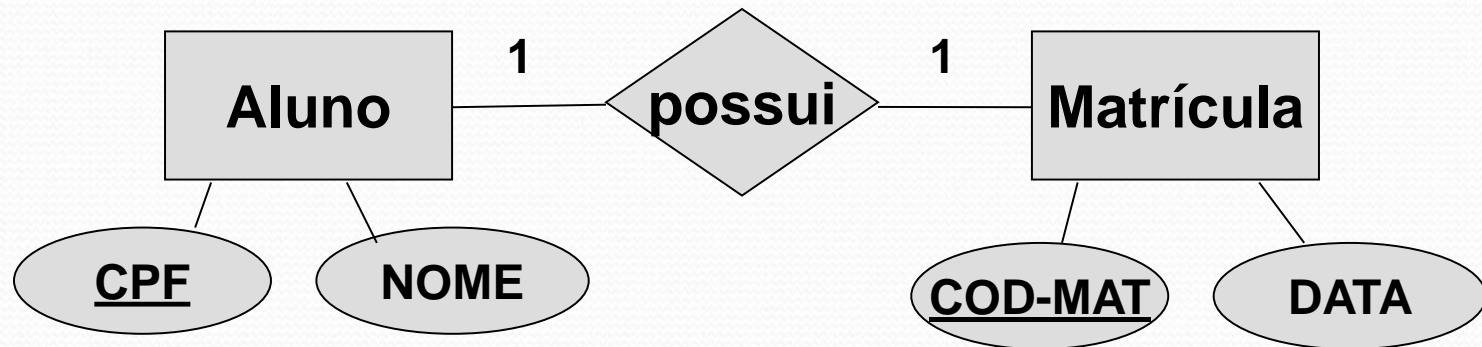 1
1
Aluno
possui
Matrícula
CPF
NOME
COD-MAT
DATA